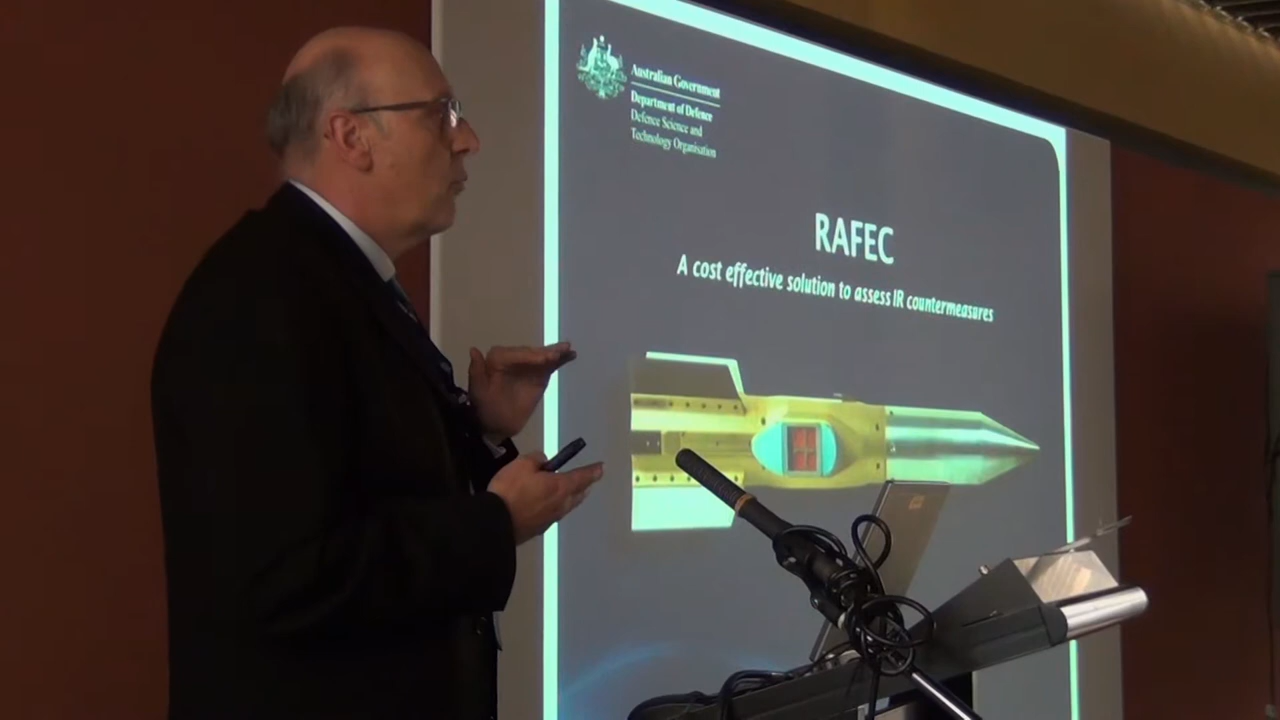 Australian Government
Department of Defence
Defence Science and
Technology Organisation
RAFEC
A cost effective solution to assess IR countermeasures